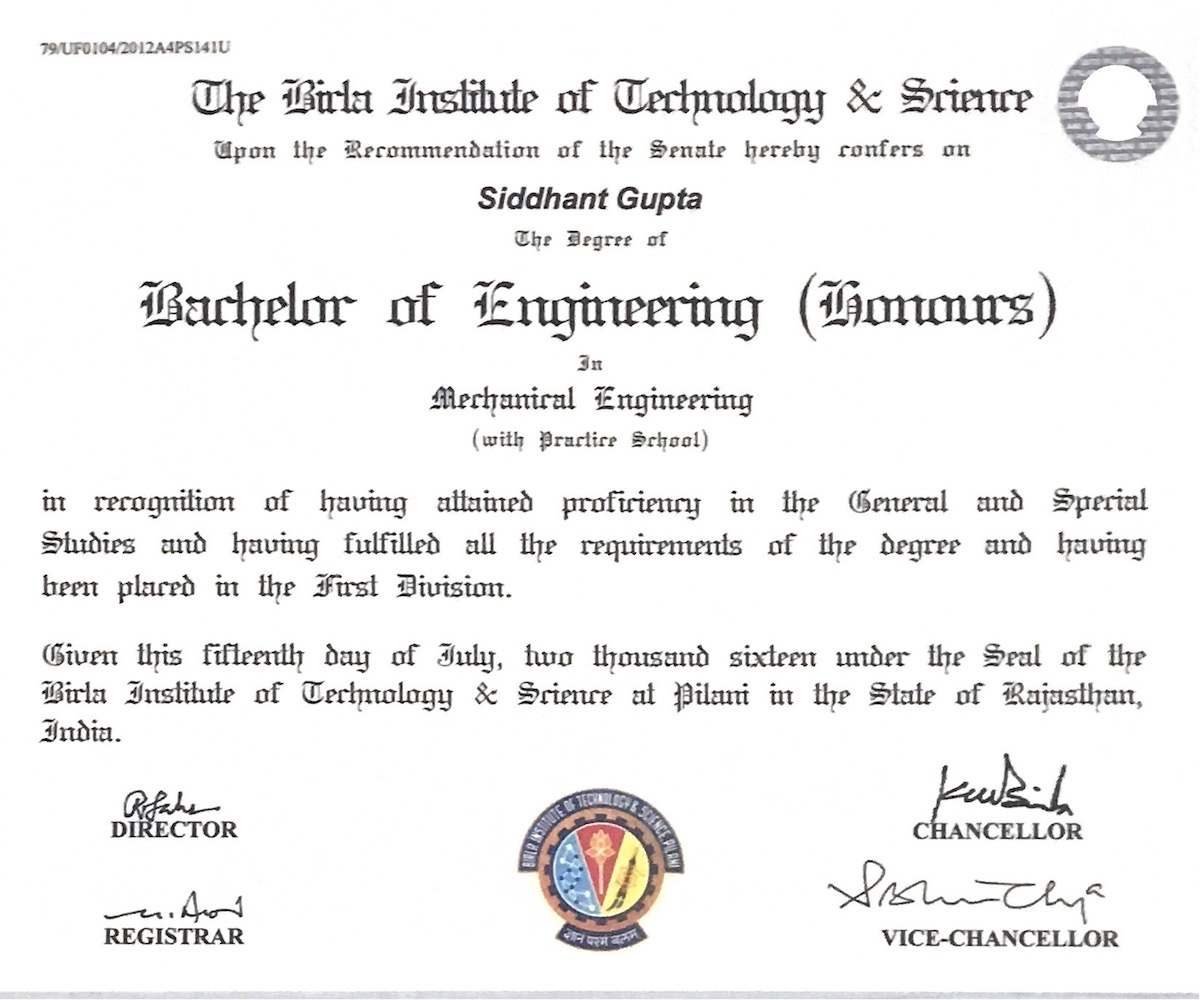 79/UF0104/2012A4PS141U
The Birla Institute of Technology & Science
Upon the Recommendation of the Senate hereby confers on
Siddhant Gupta
The Degree of
Bachelor of Engineering (Honours)
In
Mechanical Engineering
(with Practice School)
in recognition of having attained proficiency in the General and Special
Studies and having fulfilled all the requirements of the degree and having
been placed in the First Division.
Given this fifteenth day of July, two thousand sixteen under the Seal of the
Birla Institute of Technology & Science at Pilani in the State of Rajasthan,
India.
DIRECTOR
CHANCELLOR
BIRLA INSTITUTE OF TECHNOLOGY & SCIENCE PILANI
ज्ञानं परमं बलम्
REGISTRAR
VICE-CHANCELLOR